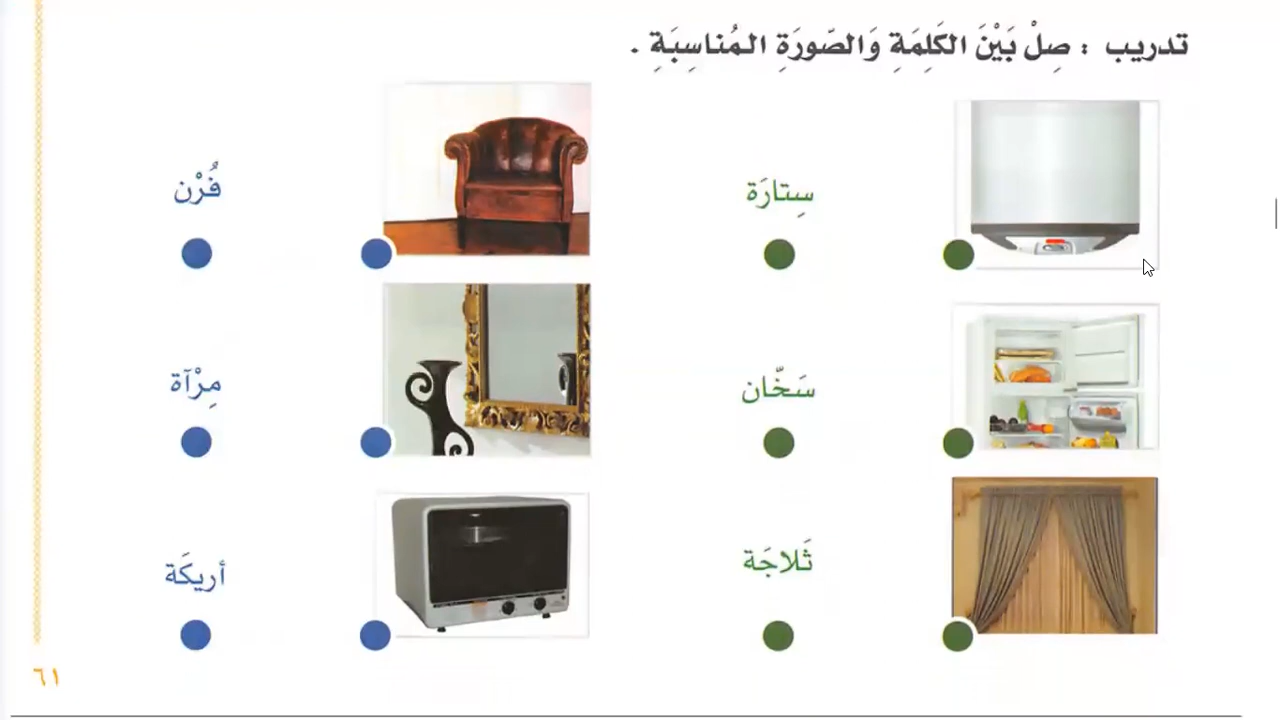 تدريب : صِلْ بَيْنَ الكَلِمَةِ وَالصّورَةِ المُناسِبَةِ .
سِتارَة
سَخّان
ثَلاجَة
فُرْن
مِرْآة
أريكَة
٦١